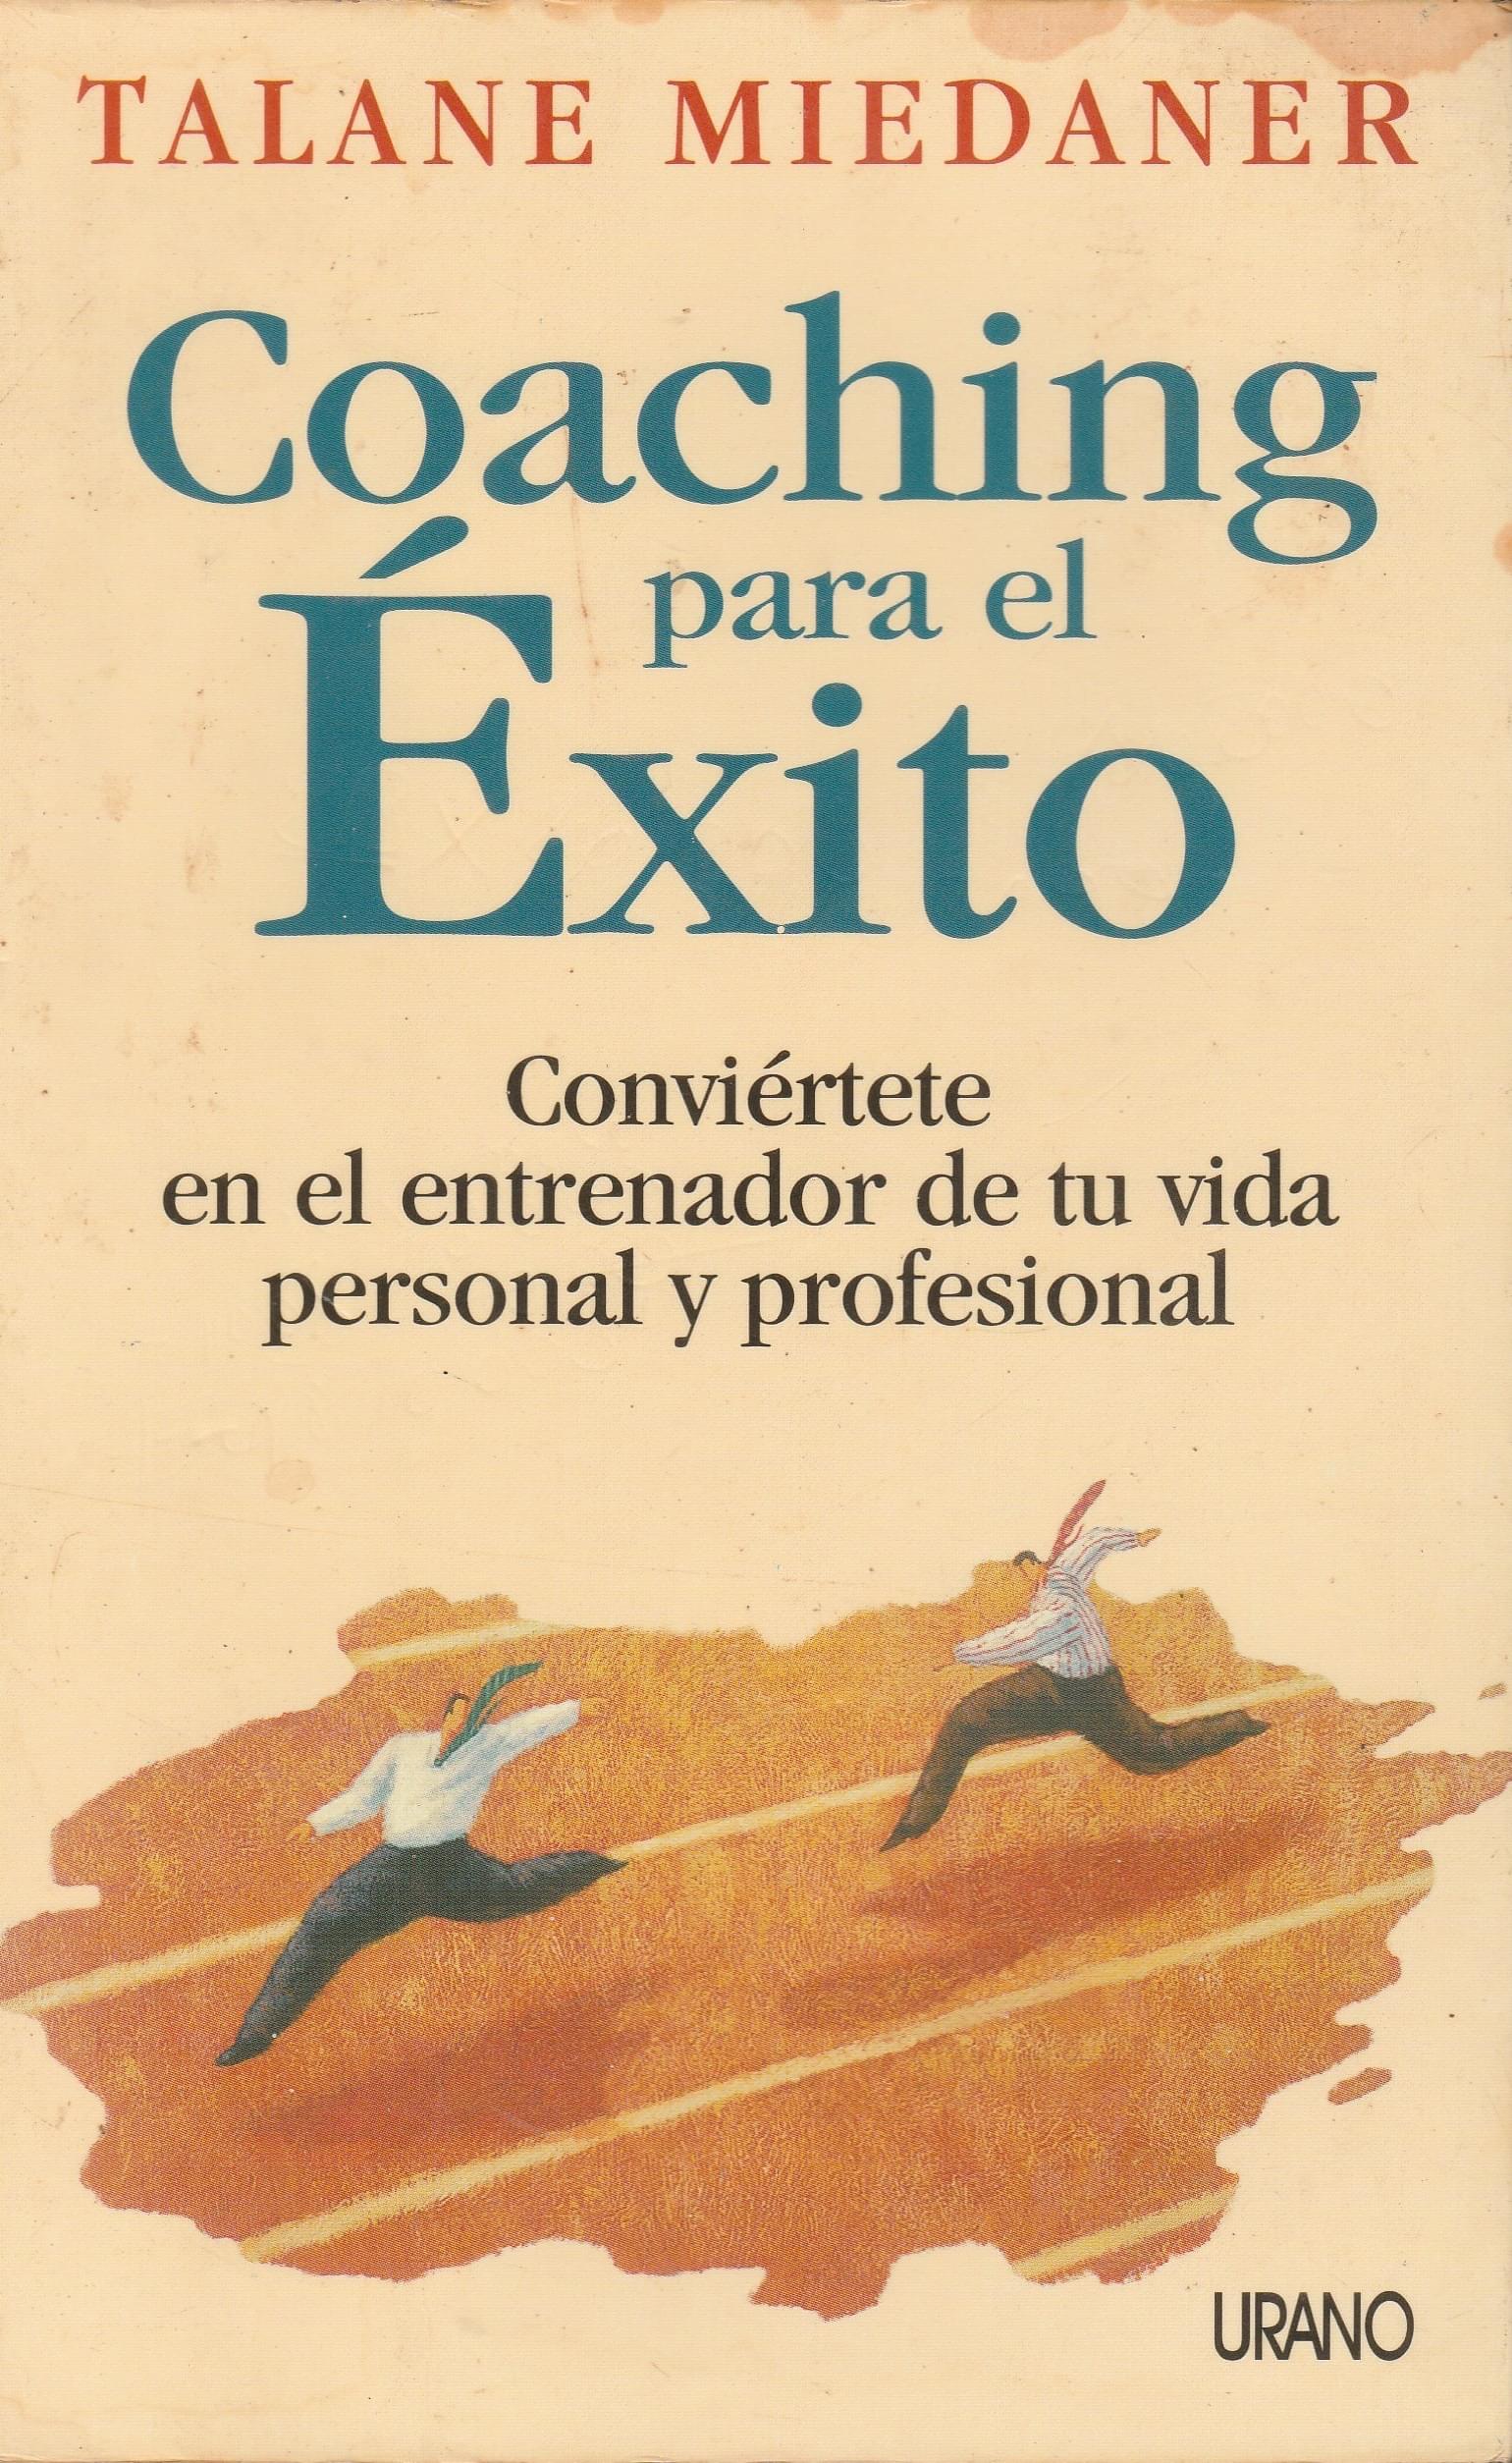 TALANE MIEDANER
Coaching
para el
Éxito
Conviértete
en el entrenador de tu vida
personal y profesional
URANO